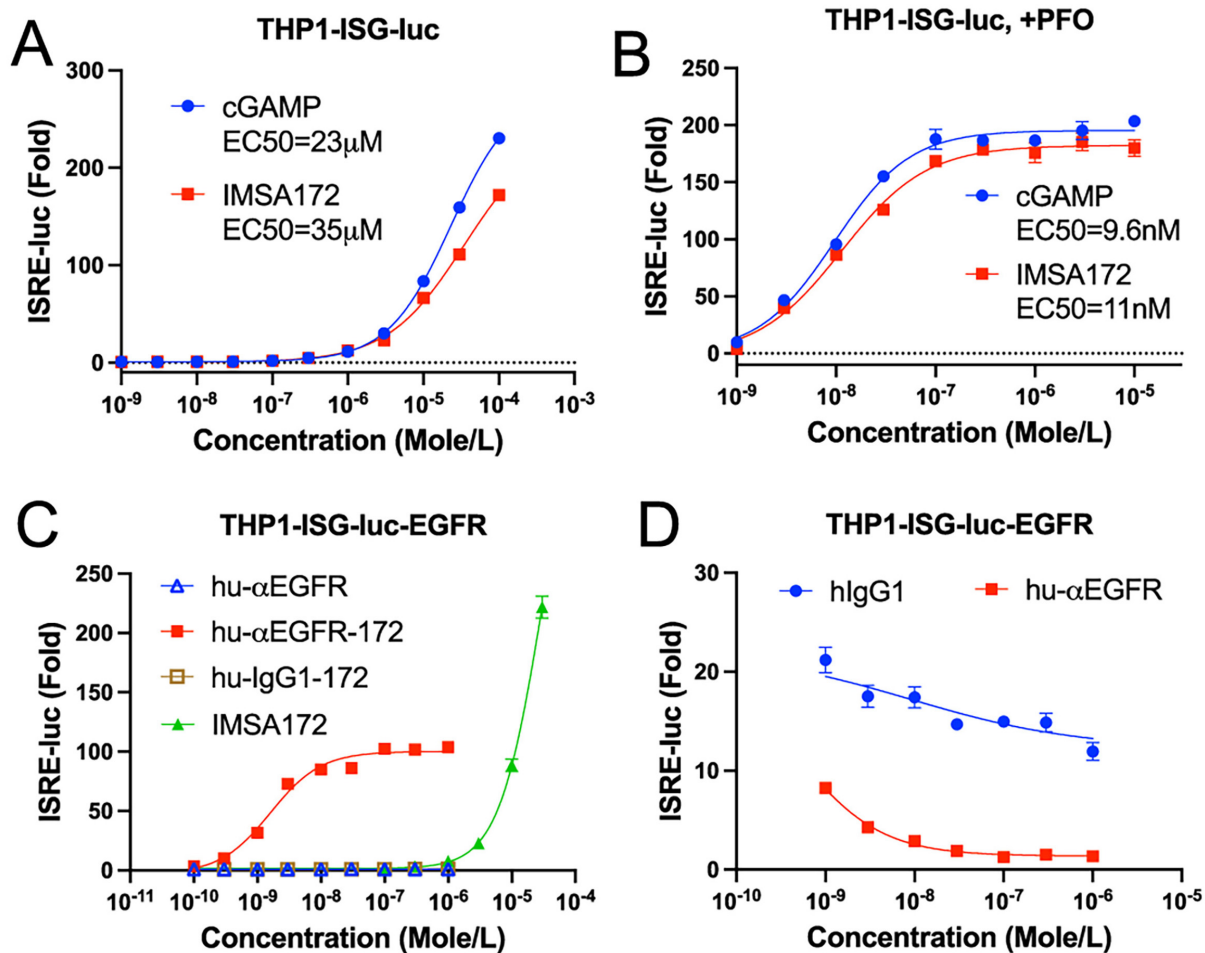 A
THP1-ISG-luc
ISRE-luc (Fold)
300
200
100
0
cGAMP
EC50=23μM
IMSA172
EC50=35μM
10-9
10-8
10-7
10-6
10-5
10-4
10-3
Concentration (Mole/L)
B
THP1-ISG-luc, +PFO
ISRE-luc (Fold)
250
200
150
100
50
0
cGAMP
EC50=9.6nM
IMSA172
EC50=11nM
10-9
10-8
10-7
10-6
10-5
Concentration (Mole/L)
C
THP1-ISG-luc-EGFR
ISRE-luc (Fold)
250
200
150
100
50
0
hu-αEGFR
hu-αEGFR-172
hu-IgG1-172
IMSA172
10-11
10-10
10-9
10-8
10-7
10-6
10-5
10-4
Concentration (Mole/L)
D
THP1-ISG-luc-EGFR
ISRE-luc (Fold)
30
20
10
0
hIgG1
hu-αEGFR
10-10
10-9
10-8
10-7
10-6
10-5
Concentration (Mole/L)